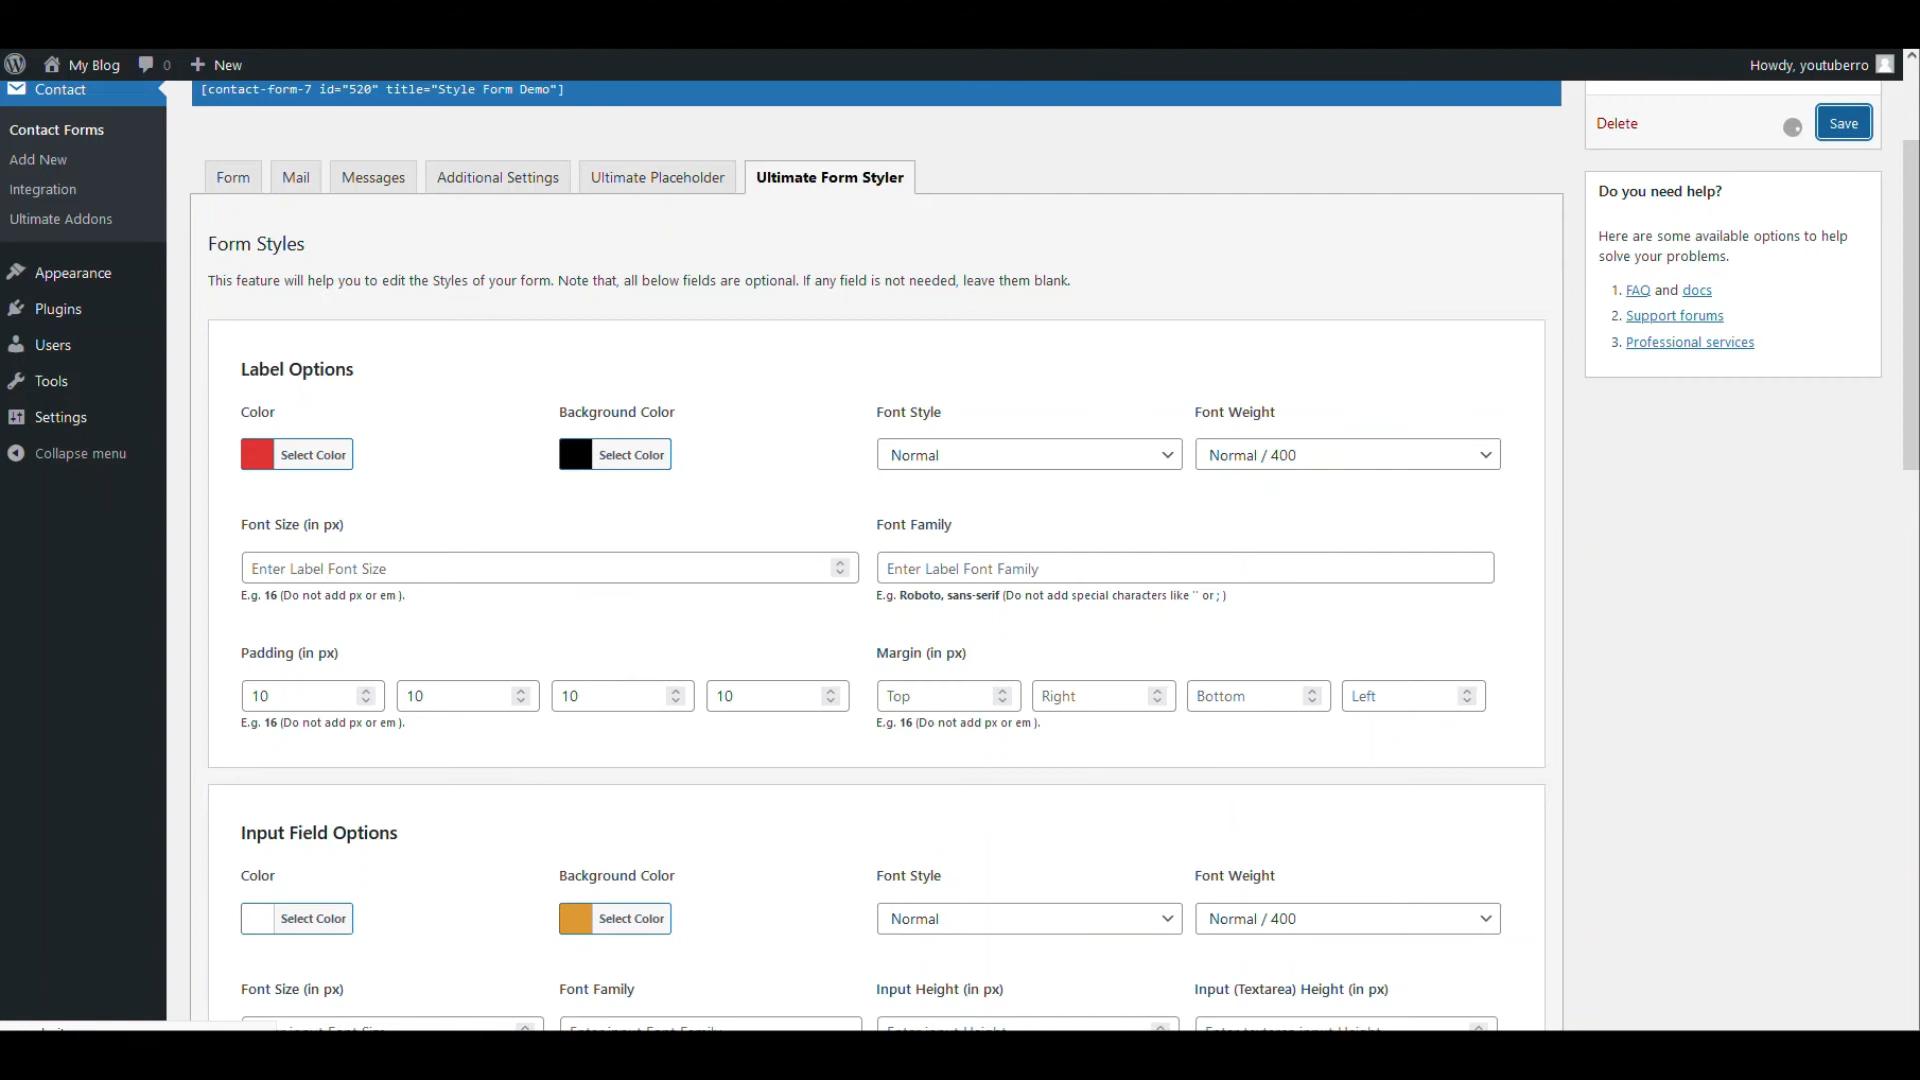 My Blog 0 New Howdy, youtuberro
Contact
[contact-form-7 id="520" title="Style Form Demo"]
Contact Forms
Add New
Integration
Ultimate Addons
Appearance
Plugins
Users
Tools
Settings
Collapse menu
Delete Save
Form Mail Messages Additional Settings Ultimate Placeholder Ultimate Form Styler
Do you need help?
Here are some available options to help
solve your problems.
1. FAQ and docs
2. Support forums
3. Professional services
Form Styles
This feature will help you to edit the Styles of your form. Note that, all below fields are optional. If any field is not needed, leave them blank.
Label Options
Color Background Color Font Style Font Weight
Select Color Select Color Normal Normal / 400
Font Size (in px) Font Family
Enter Label Font Size Enter Label Font Family
E.g. 16 (Do not add px or em ). E.g. Roboto, sans-serif (Do not add special characters like '' or ; )
Padding (in px) Margin (in px)
10 10 10 10 Top Right Bottom Left
E.g. 16 (Do not add px or em ). E.g. 16 (Do not add px or em ).
Input Field Options
Color Background Color Font Style Font Weight
Select Color Select Color Normal Normal / 400
Font Size (in px) Font Family Input Height (in px) Input (Textarea) Height (in px)